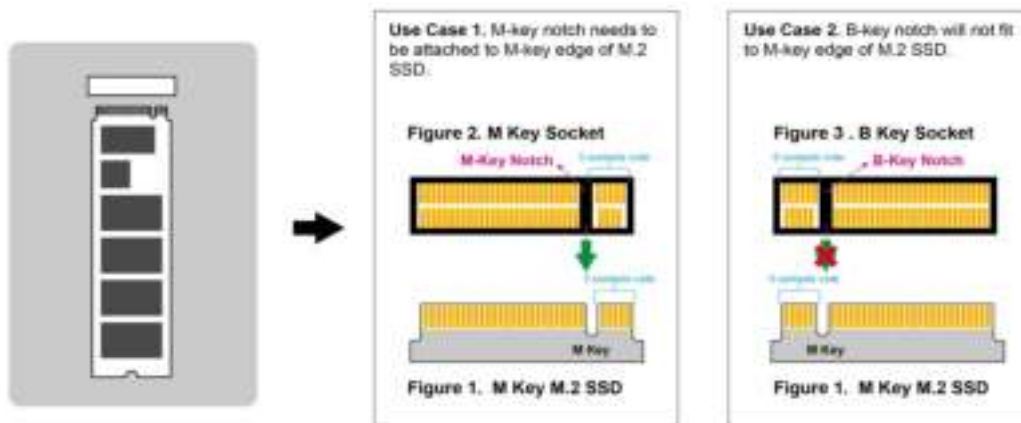 Use Case 1. M-key notch needs to
be attached to M-key edge of M.2
SSD.
Figure 2. M Key Socket
M-Key Notch
M Key
Figure 1. M Key M.2 SSD
Use Case 2. B-key notch will not fit
to M-key edge of M.2 SSD.
Figure 3 . B Key Socket
B-Key Notch
M Key
Figure 1. M Key M.2 SSD